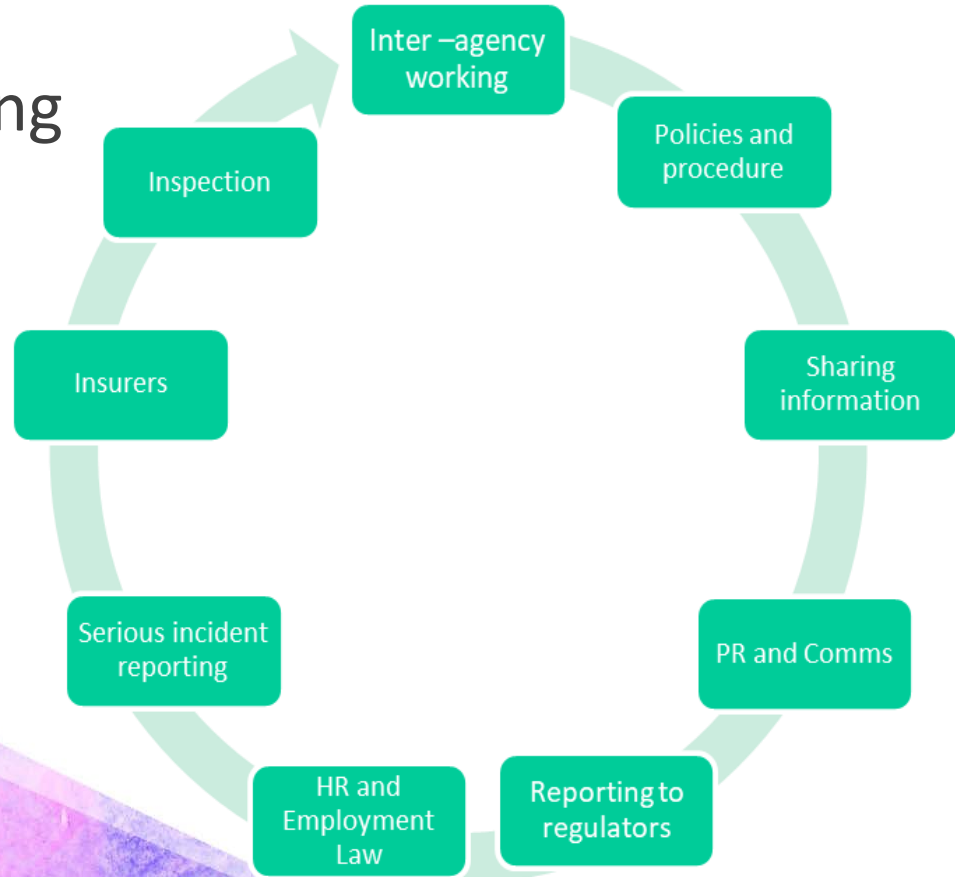 Inter –agency
working
Policies and
procedure
Sharing
information
PR and Comms
Reporting to
regulators
HR and
Employment
Law
Serious incident
reporting
Insurers
Inspection